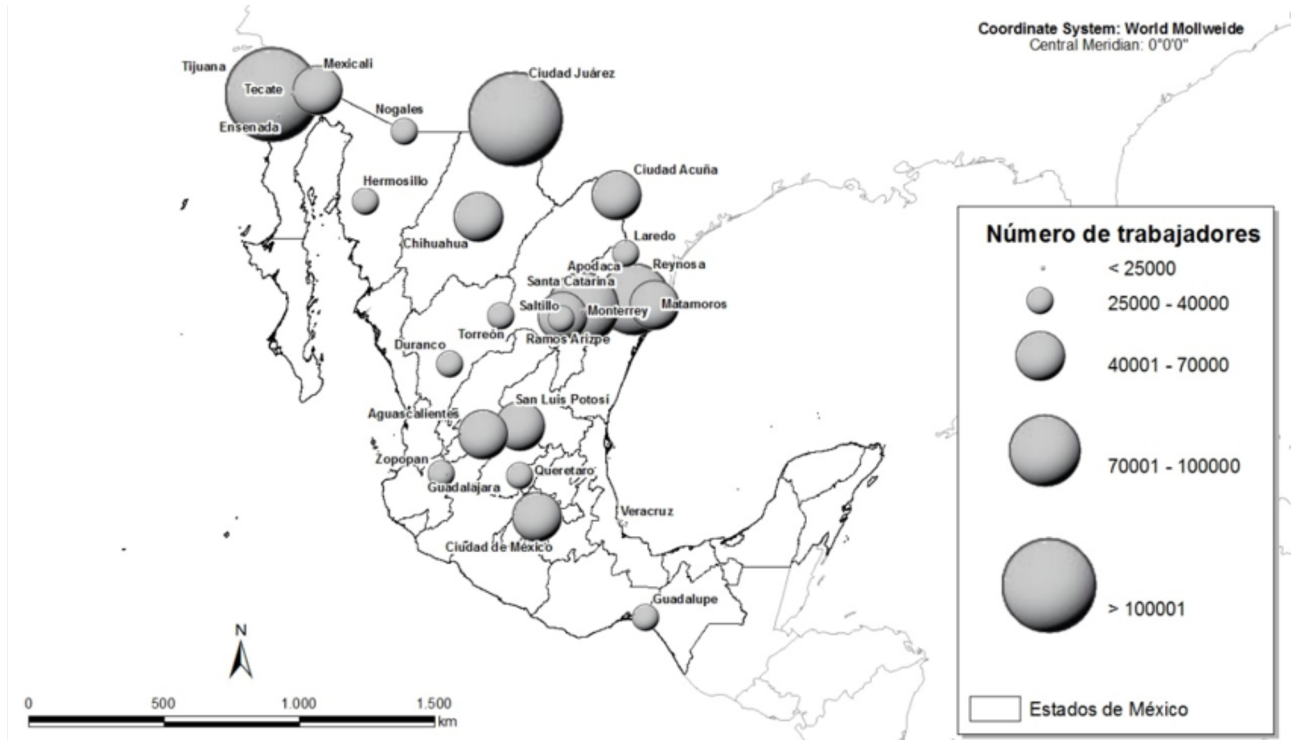 Coordinate System: World Mollweide
Central Meridian: 0°0'0"
Tijuana
Mexicali
Tecate
Ensenada
Nogales
Ciudad Juárez
Hermosillo
Chihuahua
Ciudad Acuña
Laredo
Apodaca
Reynosa
Santa Catarina
Saltillo
Monterrey
Matamoros
Torreón
Ramos Arizpe
Duranco
San Luis Potosí
Aguascalientes
Zopopan
Guadalajara
Queretaro
Veracruz
Ciudad de México
Guadalupe
Número de trabajadores
< 25000
25000 - 40000
40001 - 70000
70001 - 100000
> 100001
Estados de México
N
0 500 1.000 1.500
km